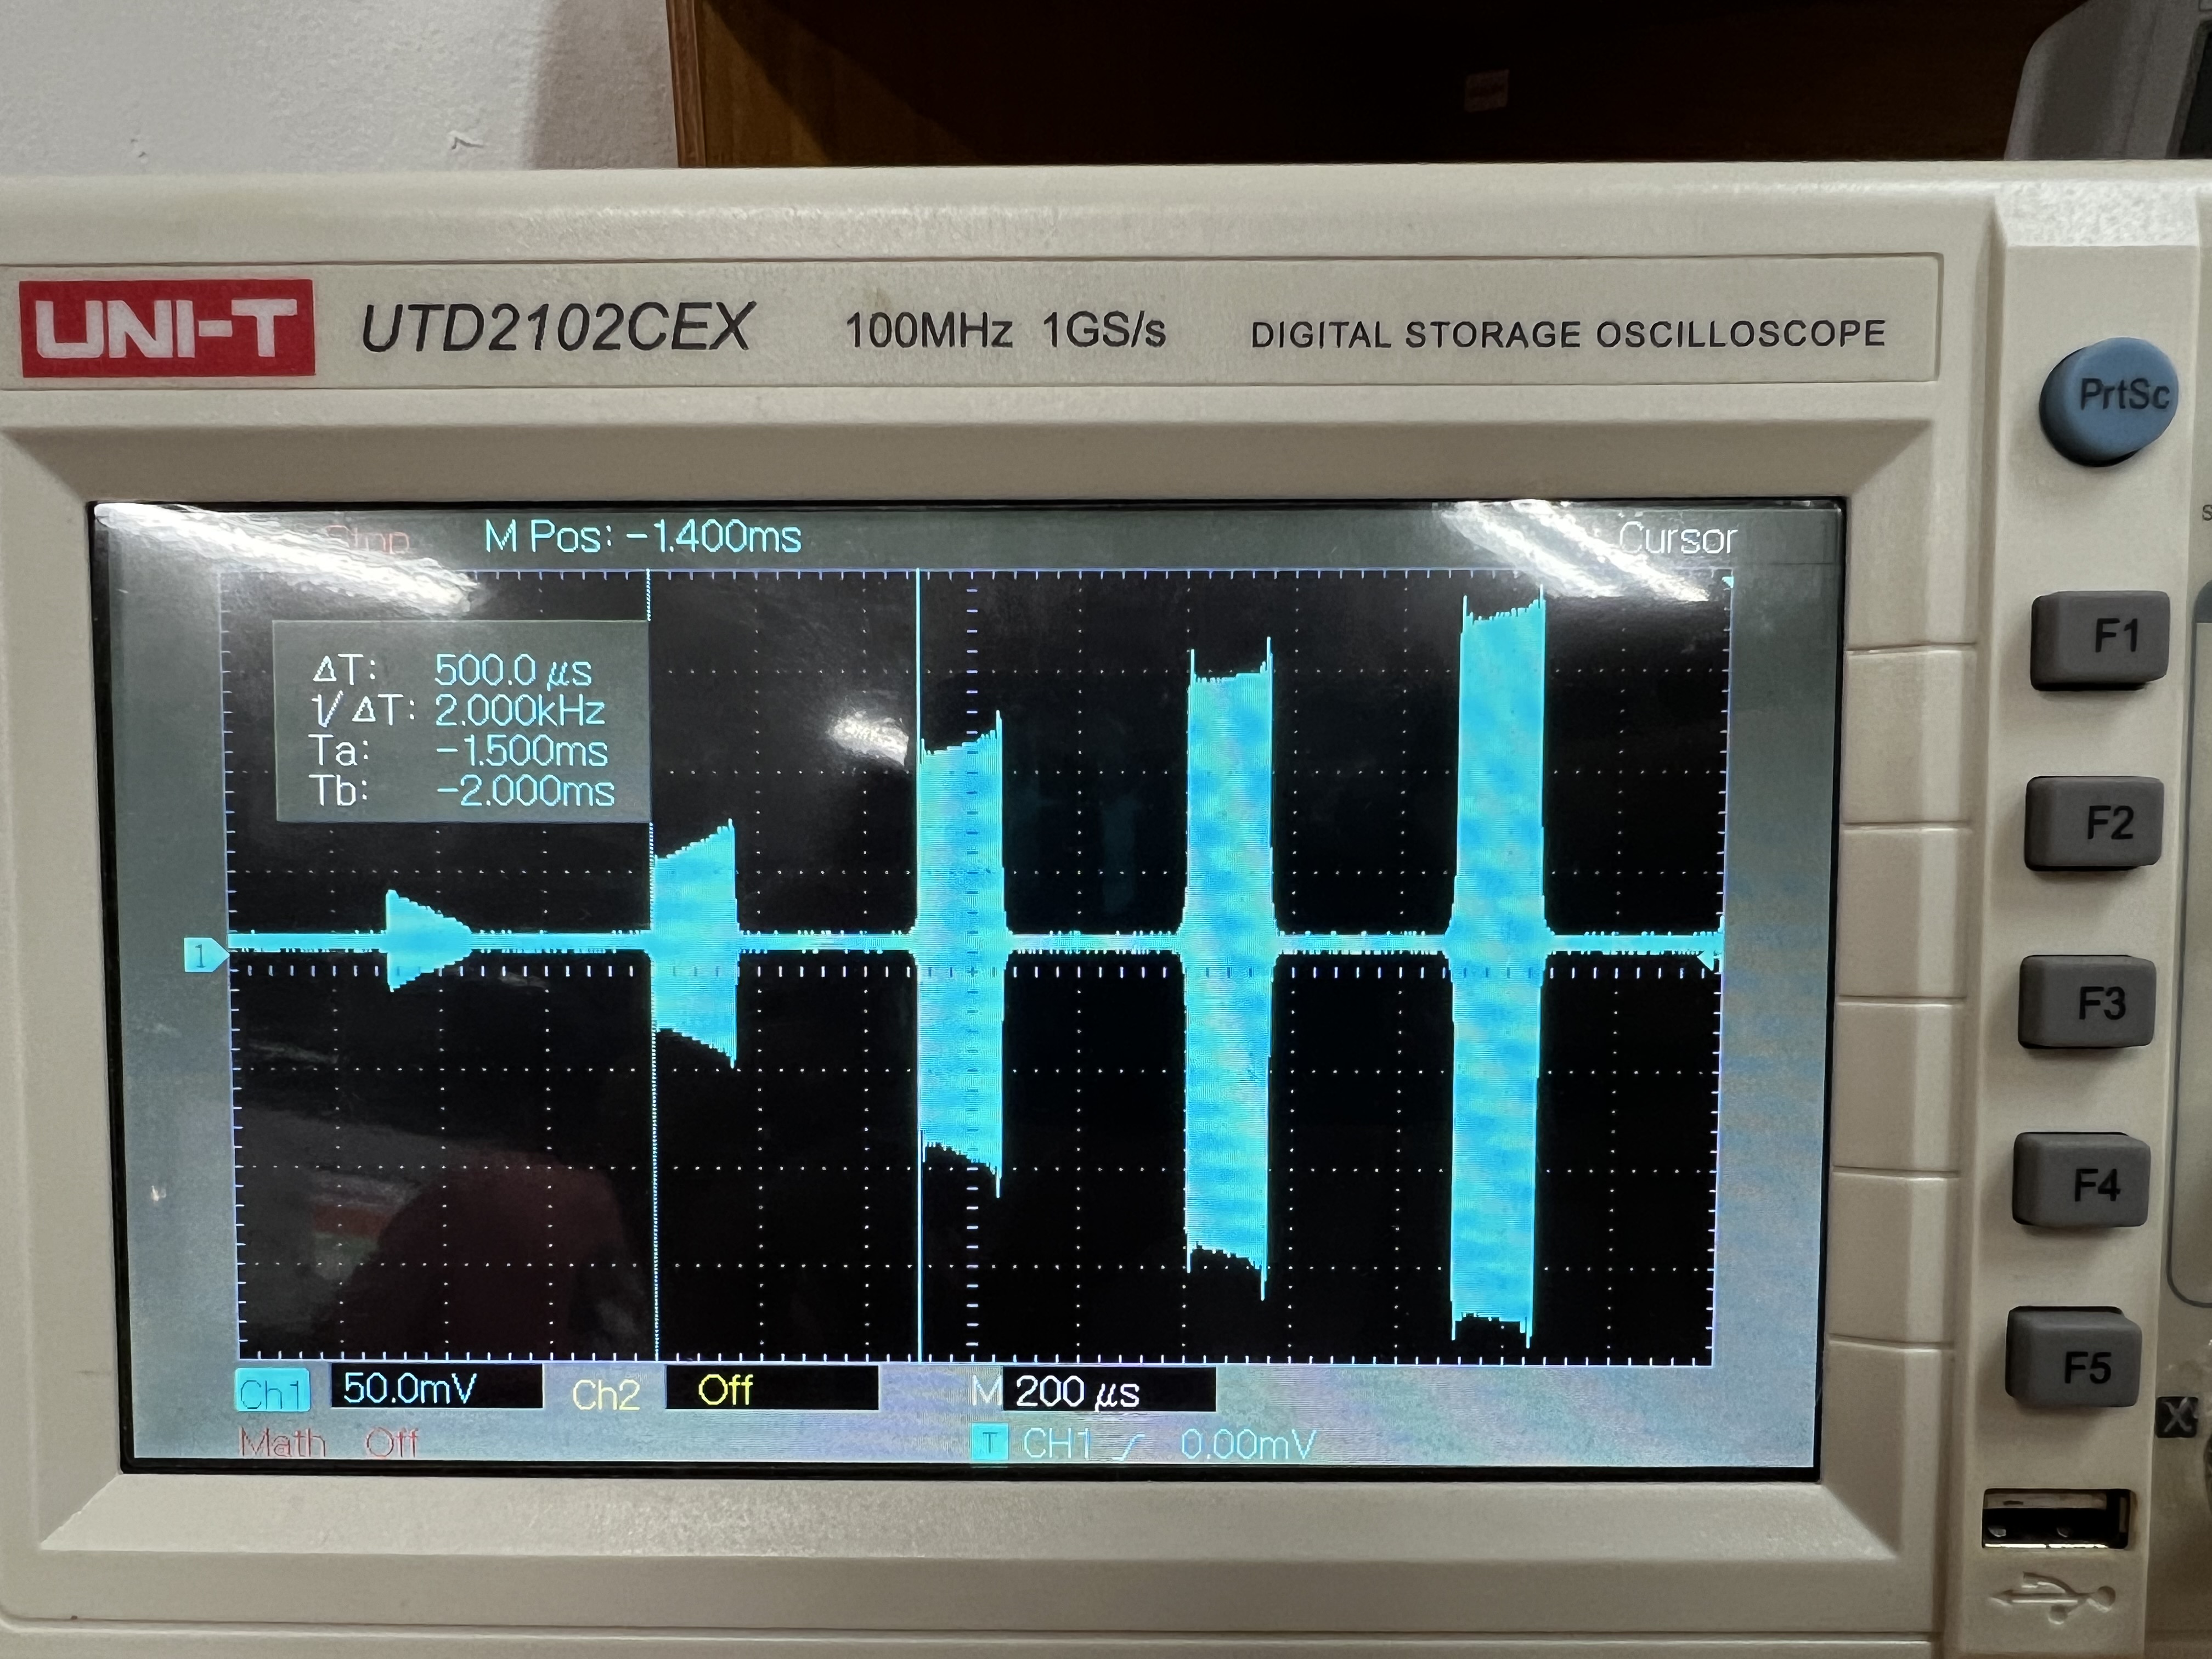 UNI-T UTD2102CEX 100MHz 1GS/s DIGITAL STORAGE OSCILLOSCOPE
PrtSc
Stop M Pos: -1.400ms Cursor
ΔT: 500.0 μs
1/ΔT: 2.000kHz
Ta: -1.500ms
Tb: -2.000ms
F1
F2
1
F3
F4
F5
Ch1 50.0mV Ch2 Off M 200 μs
Math Off T CH1 0.00mV